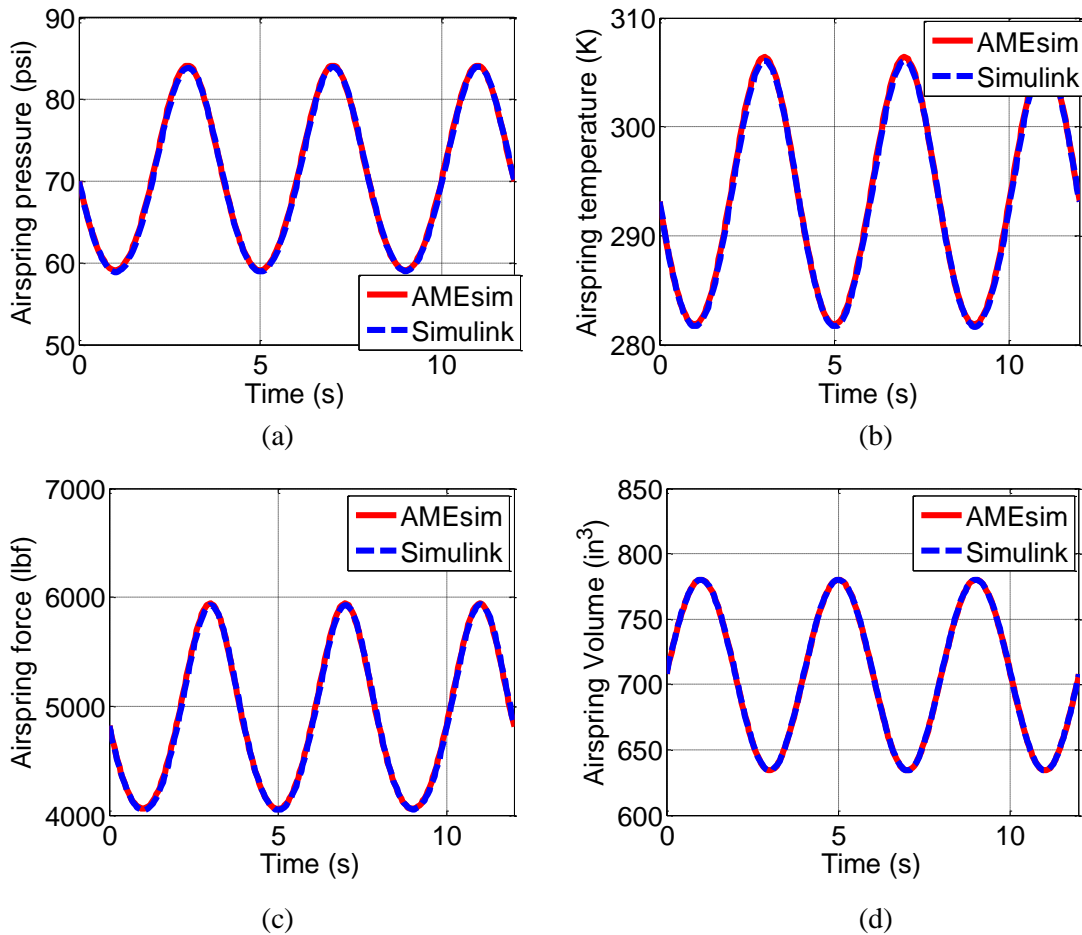 90
80
70
60
50
Airspring pressure (psi)
AMEsim
Simulink
0
5
10
Time (s)
(a)
310
300
290
280
Airspring temperature (K)
AMEsim
Simulink
0
5
10
Time (s)
(b)
7000
6000
5000
4000
Airspring force (lbf)
AMEsim
Simulink
0
5
10
Time (s)
(c)
850
800
750
700
650
600
Airspring Volume (in³)
AMEsim
Simulink
0
5
10
Time (s)
(d)